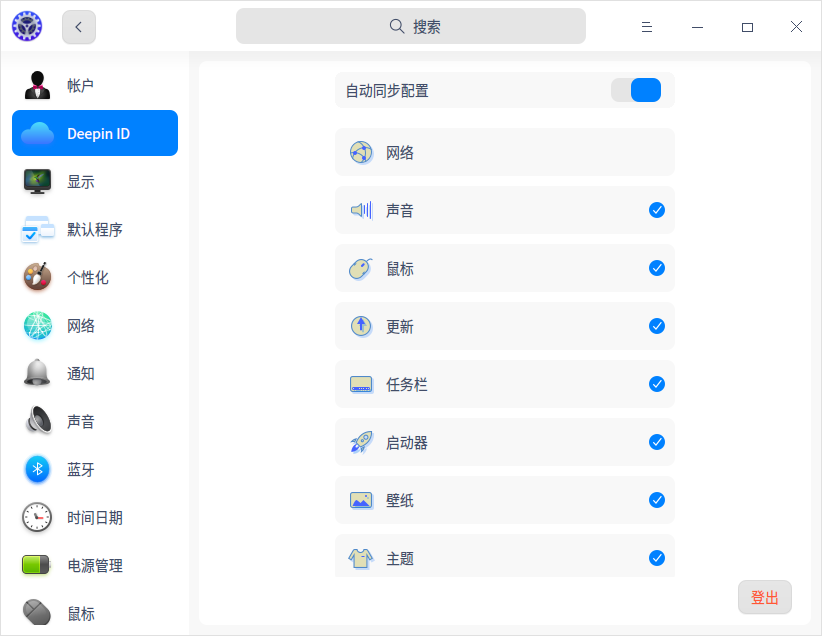 搜索
帐户
Deepin ID
显示
默认程序
个性化
网络
通知
声音
蓝牙
时间日期
电源管理
鼠标
自动同步配置
网络
声音
鼠标
更新
任务栏
启动器
壁纸
主题
登出